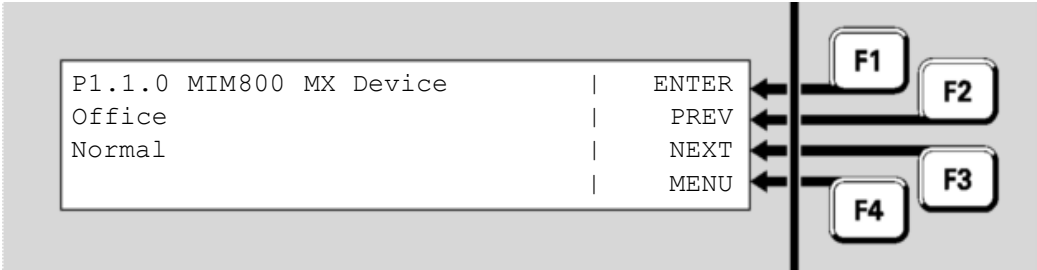 P1.1.0 MIM800 MX Device | ENTER
Office | PREV
Normal | NEXT
| MENU
F1
F2
F3
F4